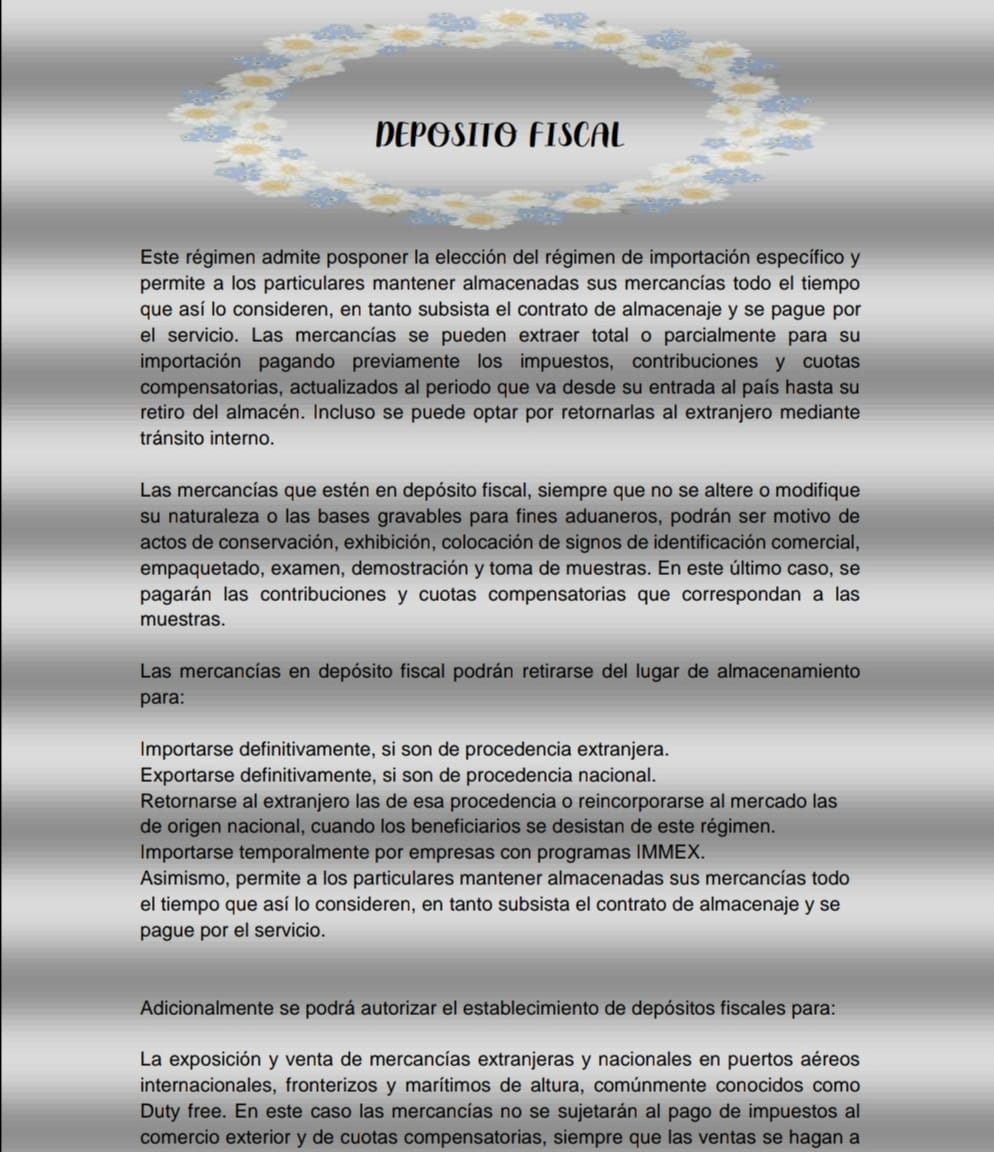 DEPOSITO FISCAL
Este régimen admite posponer la elección del régimen de importación específico y
permite a los particulares mantener almacenadas sus mercancías todo el tiempo
que así lo consideren, en tanto subsista el contrato de almacenaje y se pague por
el servicio. Las mercancías se pueden extraer total o parcialmente para su
importación pagando previamente los impuestos, contribuciones y cuotas
compensatorias, actualizados al periodo que va desde su entrada al país hasta su
retiro del almacén. Incluso se puede optar por retornarlas al extranjero mediante
tránsito interno.
Las mercancías que estén en depósito fiscal, siempre que no se altere o modifique
su naturaleza o las bases gravables para fines aduaneros, podrán ser motivo de
actos de conservación, exhibición, colocación de signos de identificación comercial,
empaquetado, examen, demostración y toma de muestras. En este último caso, se
pagarán las contribuciones y cuotas compensatorias que correspondan a las
muestras.
Las mercancías en depósito fiscal podrán retirarse del lugar de almacenamiento
para:
Importarse definitivamente, si son de procedencia extranjera.
Exportarse definitivamente, si son de procedencia nacional.
Retornarse al extranjero las de esa procedencia o reincorporarse al mercado las
de origen nacional, cuando los beneficiarios se desistan de este régimen.
Importarse temporalmente por empresas con programas IMMEX.
Asimismo, permite a los particulares mantener almacenadas sus mercancías todo
el tiempo que así lo consideren, en tanto subsista el contrato de almacenaje y se
pague por el servicio.
Adicionalmente se podrá autorizar el establecimiento de depósitos fiscales para:
La exposición y venta de mercancías extranjeras y nacionales en puertos aéreos
internacionales, fronterizos y marítimos de altura, comúnmente conocidos como
Duty free. En este caso las mercancías no se sujetarán al pago de impuestos al
comercio exterior y de cuotas compensatorias, siempre que las ventas se hagan a